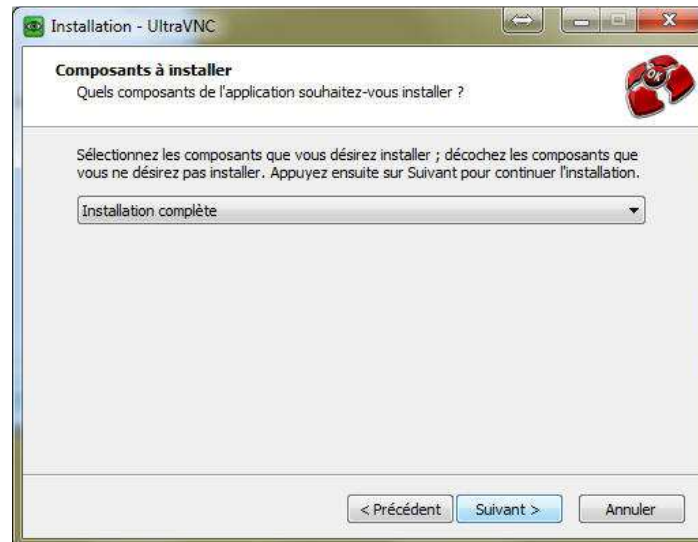 Installation - UltraVNC
Composants à installer
Quels composants de l'application souhaitez-vous installer ?
OK
Sélectionnez les composants que vous désirez installer ; décochez les composants que
vous ne désirez pas installer. Appuyez ensuite sur Suivant pour continuer l'installation.
Installation complète
< Précédent
Suivant >
Annuler